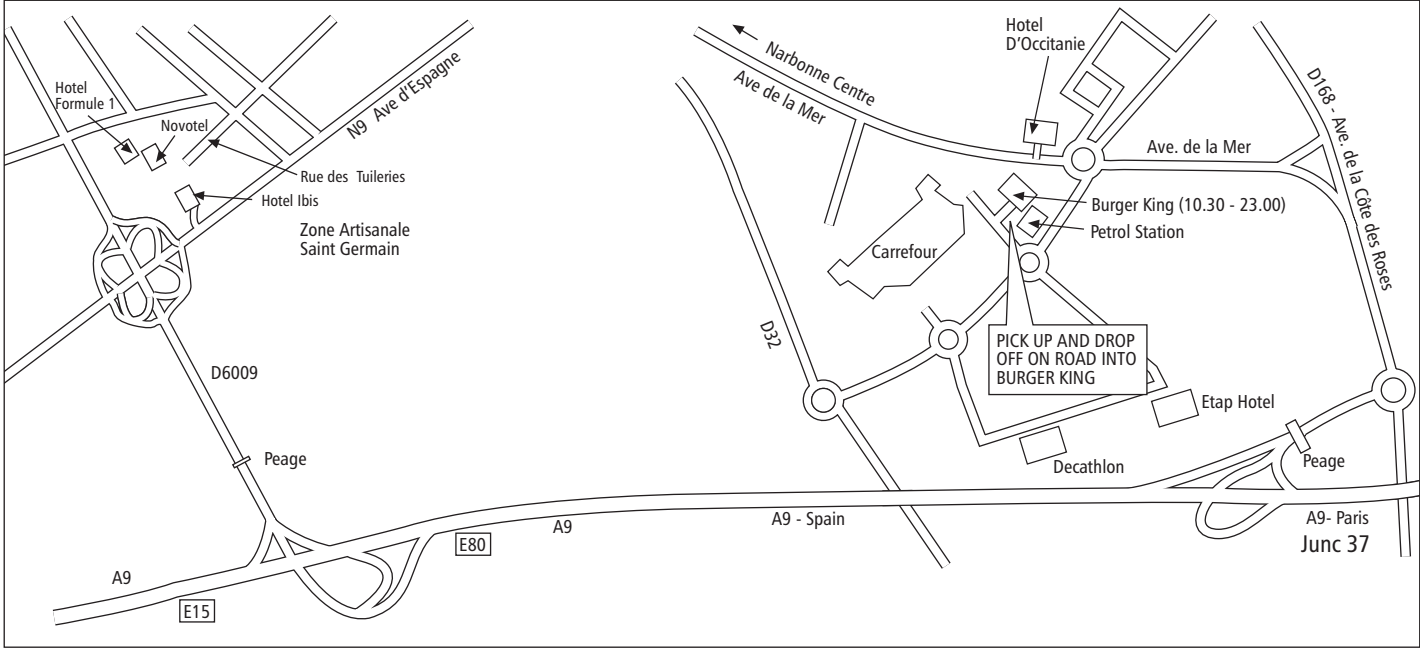 Hotel
Formule 1
Novotel
N9 Ave d'Espagne
Rue des Tuileries
Hotel Ibis
Zone Artisanale
Saint Germain
D6009
Peage
A9
E15
E80
A9
A9 - Spain
Narbonne Centre
Ave de la Mer
Hotel
D'Occitanie
Ave. de la Mer
D168 - Ave. de la Côte des Roses
Burger King (10.30 - 23.00)
Petrol Station
Carrefour
D32
PICK UP AND DROP
OFF ON ROAD INTO
BURGER KING
Etap Hotel
Decathlon
Peage
A9- Paris
Junc 37